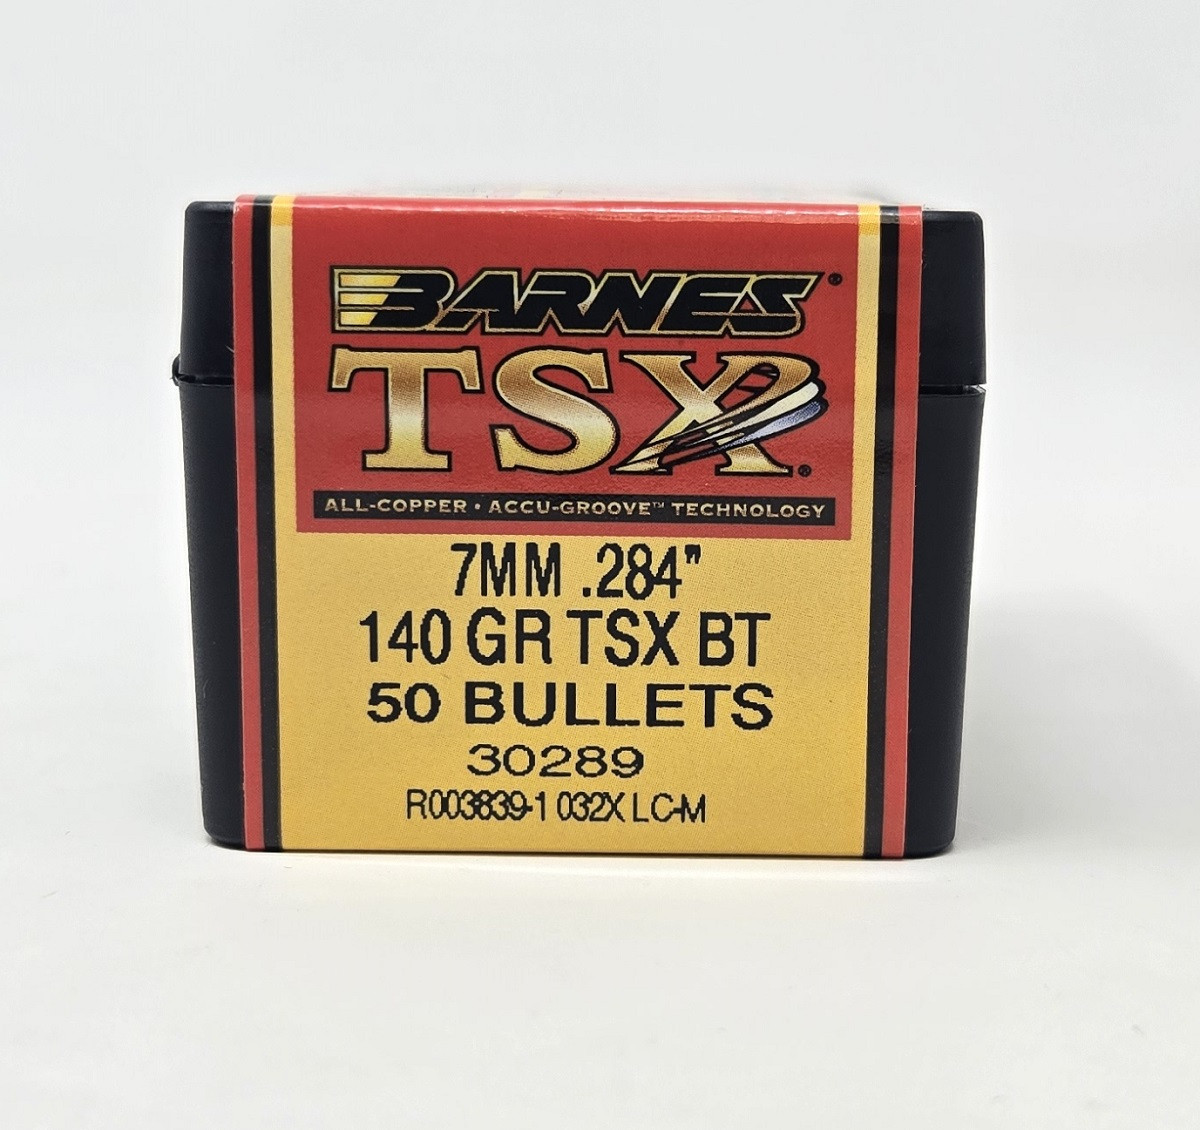 BARNES®
TSX®
ALL-COPPER • ACCU-GROOVE™ TECHNOLOGY
7MM .284"
140 GR TSX BT
50 BULLETS
30289
R003839-1 032X LC-M